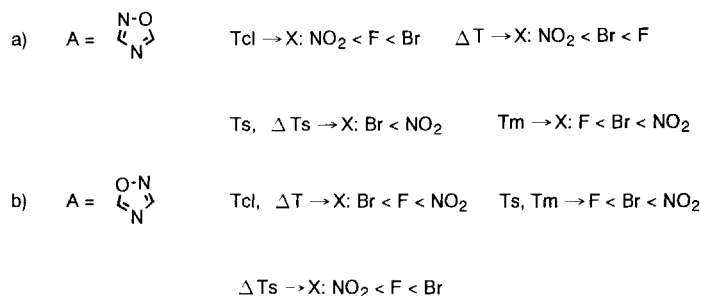 a) A = N-O N Tcl → X: NO₂ < F < Br ΔT → X: NO₂ < Br < F
Ts, ΔTs → X: Br < NO₂ Tm → X: F < Br < NO₂
b) A = O-N N Tcl, ΔT → X: Br < F < NO₂ Ts, Tm → F < Br < NO₂
ΔTs → X: NO₂ < F < Br